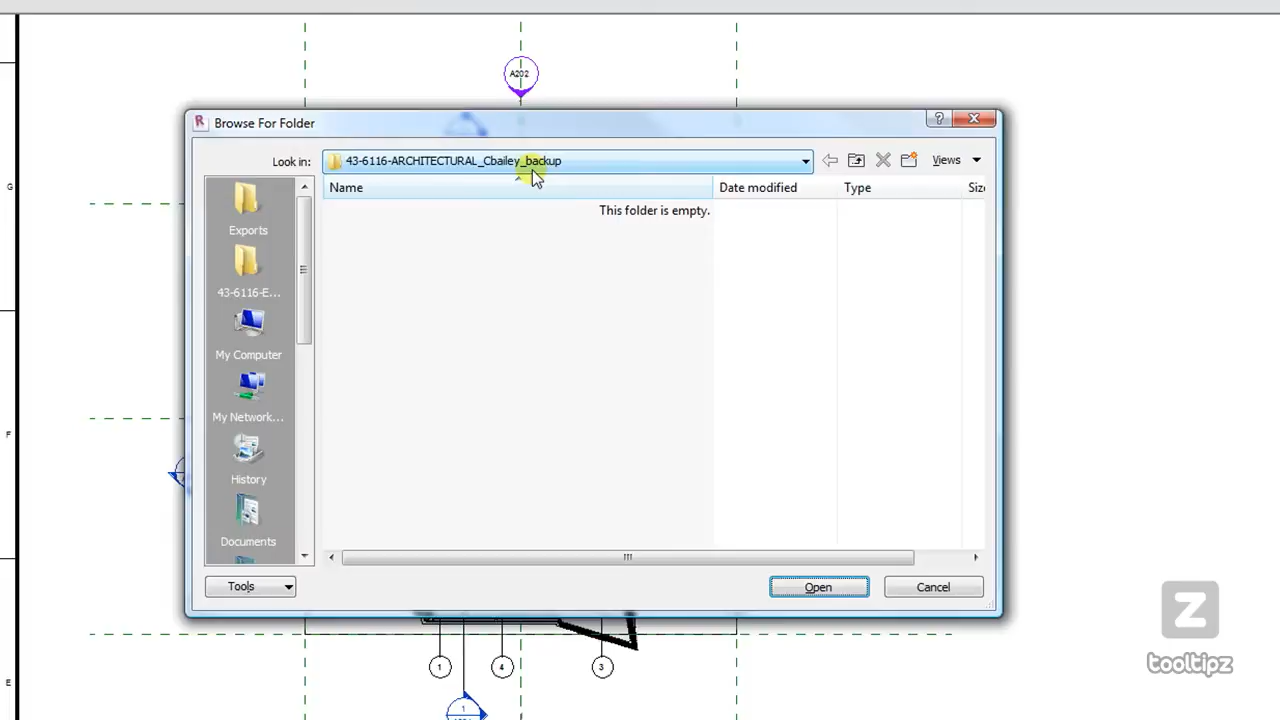 A202
Browse For Folder
Look in:
43-6116-ARCHITECTURAL_Cbailey_backup
Views
Name
Date modified
Type
Siz
This folder is empty.
Exports
43-6116-E...
My Computer
My Network...
History
Documents
Tools
Open
Cancel
G
F
E
1
4
3
1
R
?
Z
tooltipz